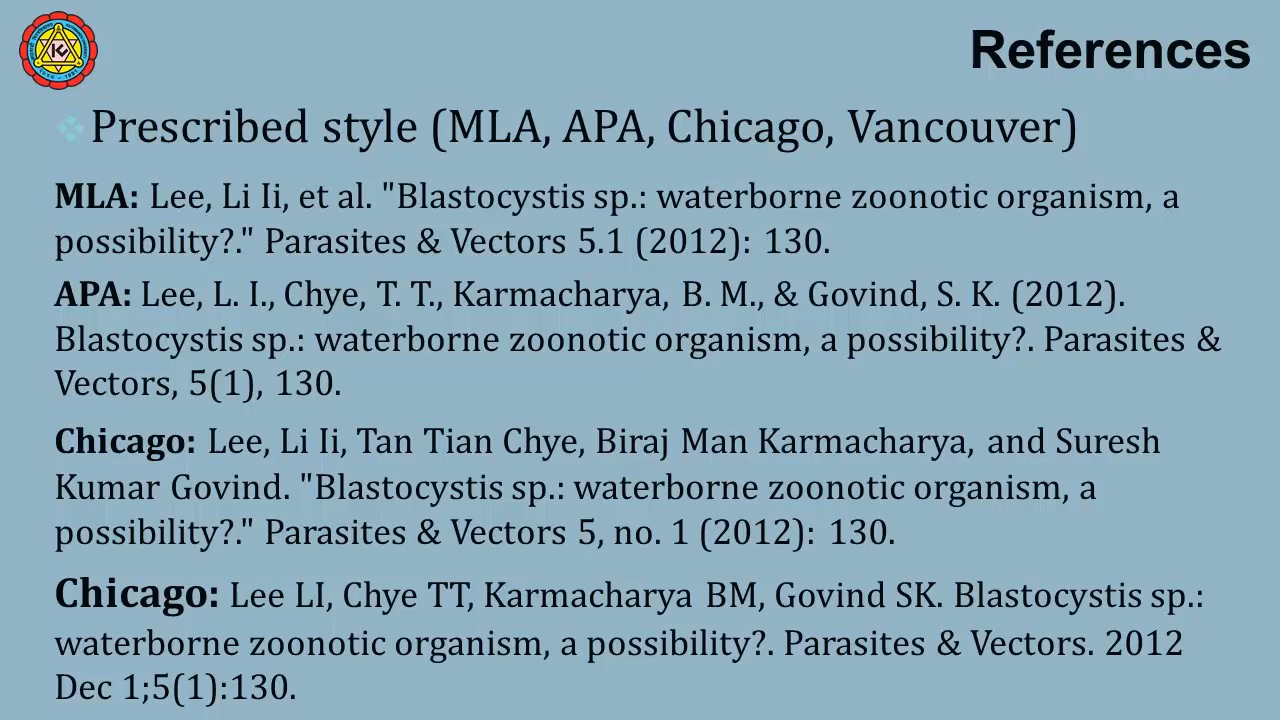 References
Prescribed style (MLA, APA, Chicago, Vancouver)
MLA: Lee, Li Ii, et al. "Blastocystis sp.: waterborne zoonotic organism, a
possibility?." Parasites & Vectors 5.1 (2012): 130.
APA: Lee, L. I., Chye, T. T., Karmacharya, B. M., & Govind, S. K. (2012).
Blastocystis sp.: waterborne zoonotic organism, a possibility?. Parasites &
Vectors, 5(1), 130.
Chicago: Lee, Li Ii, Tan Tian Chye, Biraj Man Karmacharya, and Suresh
Kumar Govind. "Blastocystis sp.: waterborne zoonotic organism, a
possibility?." Parasites & Vectors 5, no. 1 (2012): 130.
Chicago: Lee LI, Chye TT, Karmacharya BM, Govind SK. Blastocystis sp.:
waterborne zoonotic organism, a possibility?. Parasites & Vectors. 2012
Dec 1;5(1):130.